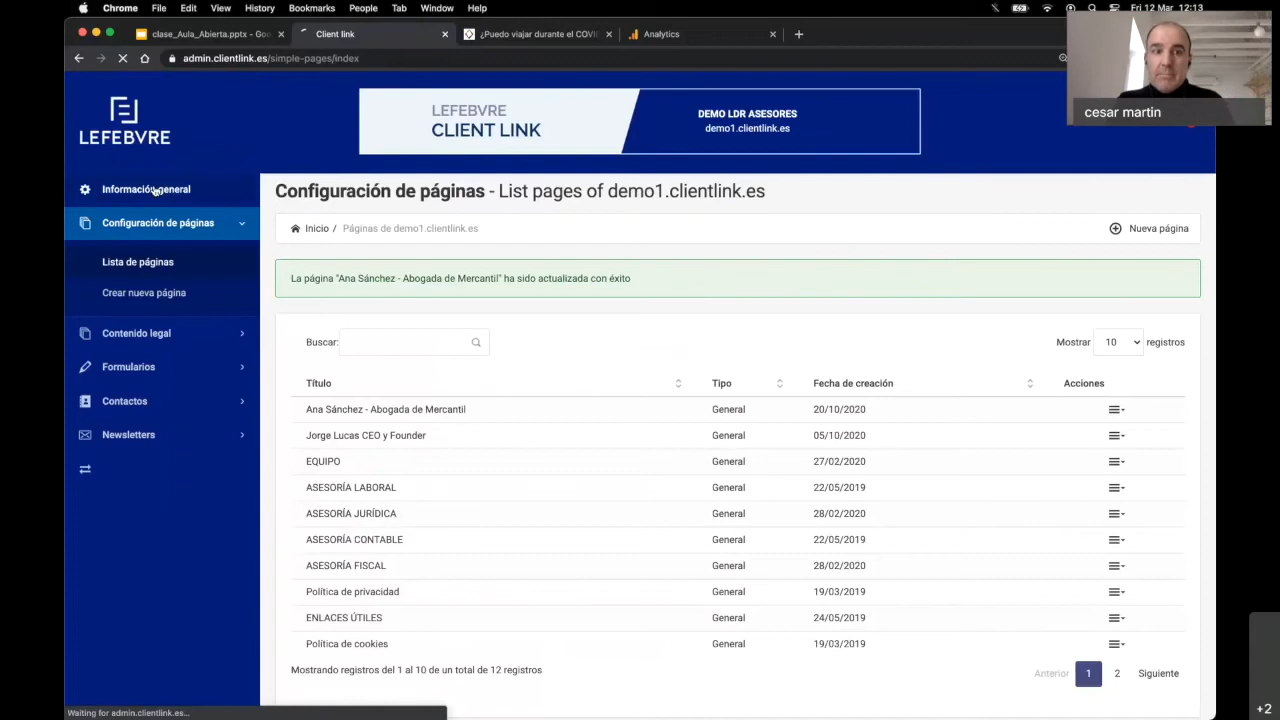 Chrome File Edit View History Bookmarks People Tab Window Help Fri 12 Mar 12:13
clase_Aula_Abierta.pptx - Goo Client link ¿Puedo viajar durante el COVI Analytics
admin.clientlink.es/simple-pages/index
cesar martin
LEFEBVRE
LEFEBVRE
CLIENT LINK
DEMO LDR ASESORES
demo1.clientlink.es
Información general
Configuración de páginas
Lista de páginas
Crear nueva página
Contenido legal
Formularios
Contactos
Newsletters
Configuración de páginas - List pages of demo1.clientlink.es
Inicio / Páginas de demo1.clientlink.es Nueva página
La página "Ana Sánchez - Abogada de Mercantil" ha sido actualizada con éxito
Buscar: Mostrar 10 registros
Título Tipo Fecha de creación Acciones
Ana Sánchez - Abogada de Mercantil General 20/10/2020
Jorge Lucas CEO y Founder General 05/10/2020
EQUIPO General 27/02/2020
ASESORÍA LABORAL General 22/05/2019
ASESORÍA JURÍDICA General 28/02/2020
ASESORÍA CONTABLE General 22/05/2019
ASESORÍA FISCAL General 28/02/2020
Política de privacidad General 19/03/2019
ENLACES ÚTILES General 24/05/2019
Política de cookies General 19/03/2019
Mostrando registros del 1 al 10 de un total de 12 registros Anterior 1 2 Siguiente
Waiting for admin.clientlink.es...
+2